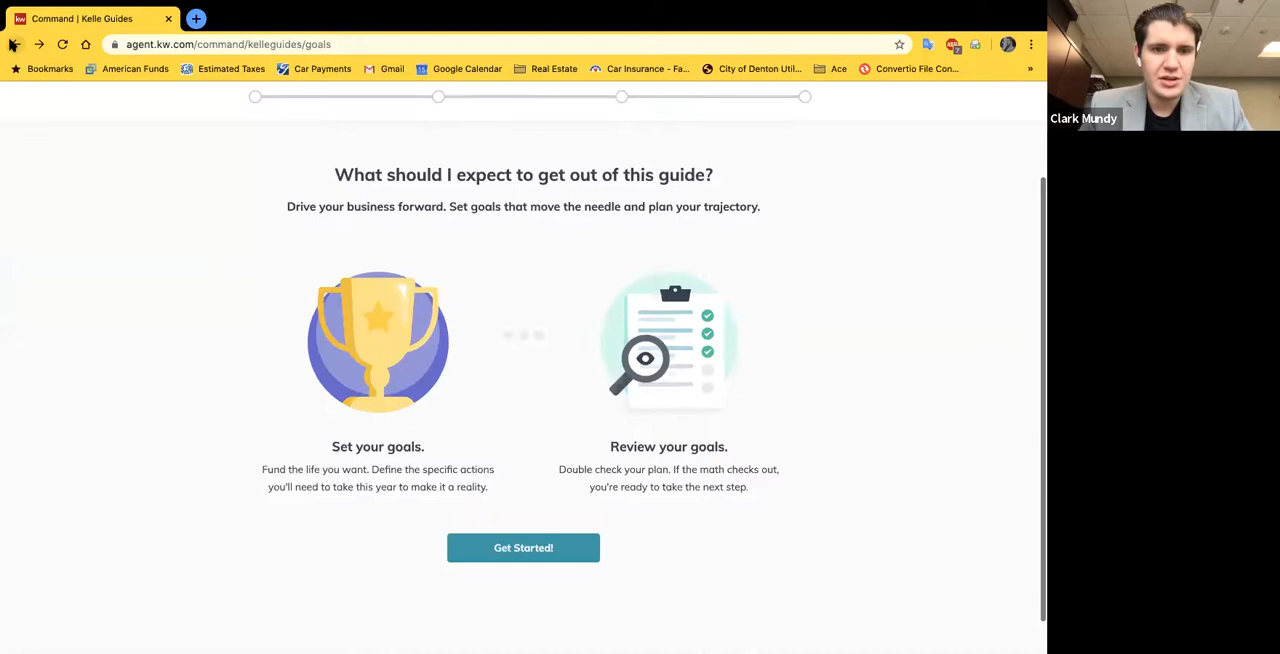 Command | Kelle Guides
agent.kw.com/command/kelleguides/goals
Bookmarks American Funds Estimated Taxes Car Payments Gmail Google Calendar Real Estate Car Insurance - Fa... City of Denton Util... Ace Convertio File Con... »
Clark Mundy
What should I expect to get out of this guide?
Drive your business forward. Set goals that move the needle and plan your trajectory.
Set your goals.
Fund the life you want. Define the specific actions
you'll need to take this year to make it a reality.
Review your goals.
Double check your plan. If the math checks out,
you're ready to take the next step.
Get Started!